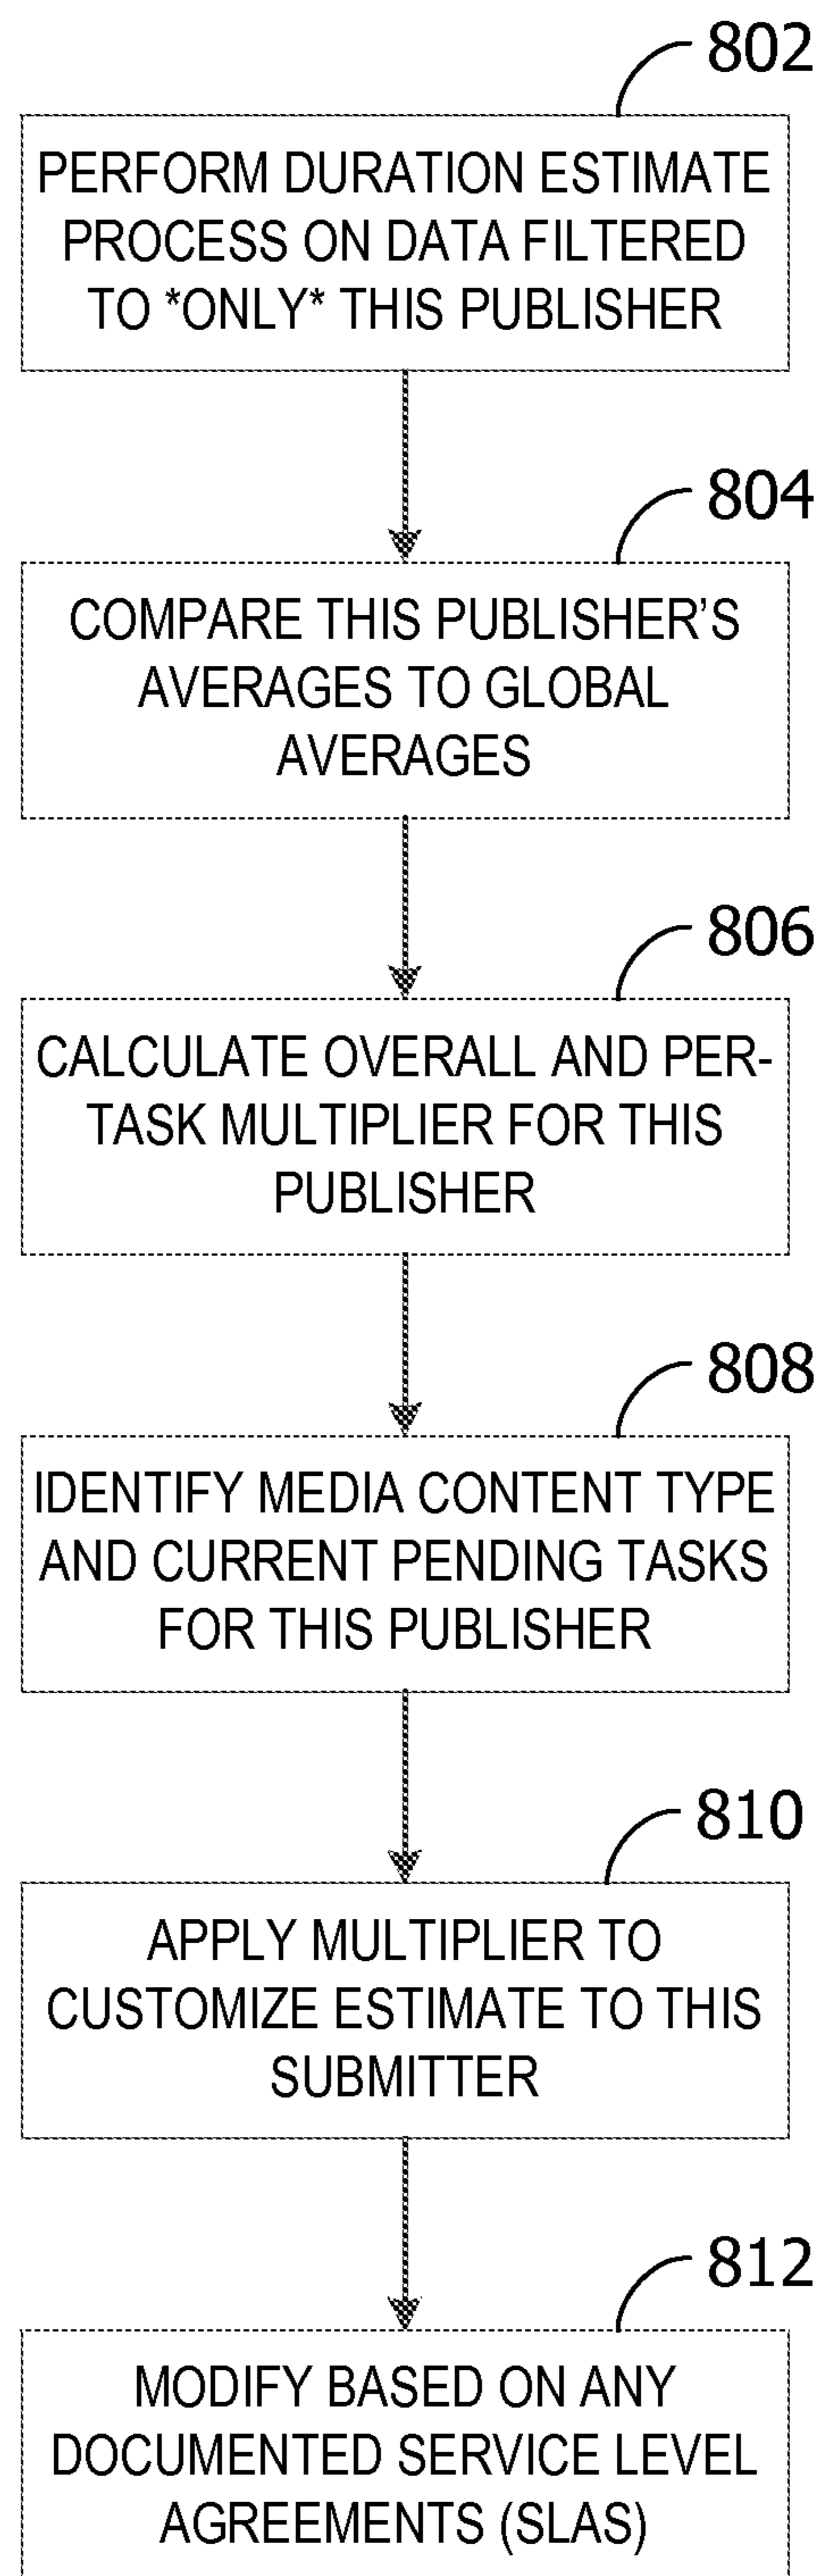 802
PERFORM DURATION ESTIMATE
PROCESS ON DATA FILTERED
TO *ONLY* THIS PUBLISHER
804
COMPARE THIS PUBLISHER’S
AVERAGES TO GLOBAL
AVERAGES
806
CALCULATE OVERALL AND PER-
TASK MULTIPLIER FOR THIS
PUBLISHER
808
IDENTIFY MEDIA CONTENT TYPE
AND CURRENT PENDING TASKS
FOR THIS PUBLISHER
810
APPLY MULTIPLIER TO
CUSTOMIZE ESTIMATE TO THIS
SUBMITTER
812
MODIFY BASED ON ANY
DOCUMENTED SERVICE LEVEL
AGREEMENTS (SLAS)